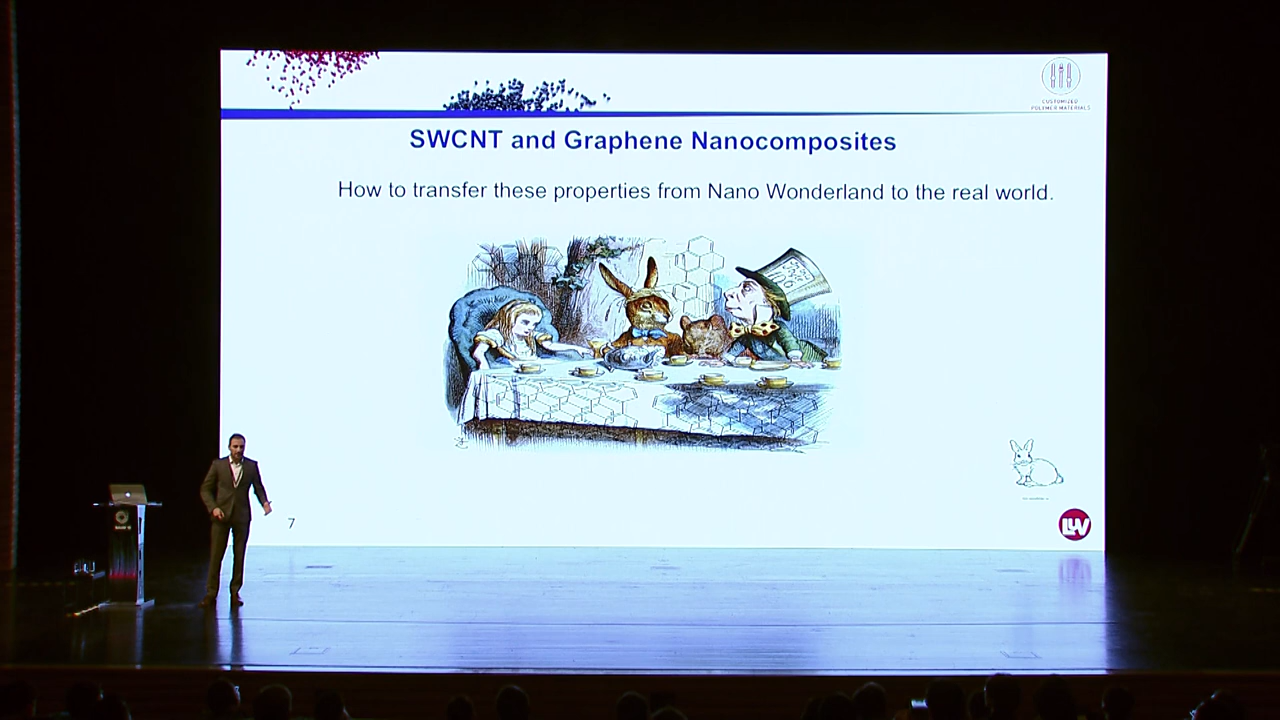 CUSTOMIZED
POLYMER MATERIALS
SWCNT and Graphene Nanocomposites
How to transfer these properties from Nano Wonderland to the real world.
7